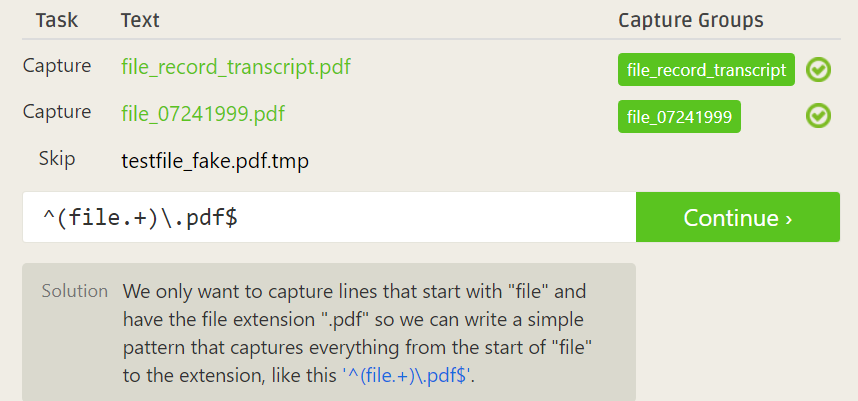 Task Text Capture Groups
Capture file_record_transcript.pdf file_record_transcript
Capture file_07241999.pdf file_07241999
Skip testfile_fake.pdf.tmp
^(file.+)\.pdf$ Continue ›
Solution We only want to capture lines that start with "file" and
have the file extension ".pdf" so we can write a simple
pattern that captures everything from the start of "file"
to the extension, like this '^(file.+)\.pdf$'.